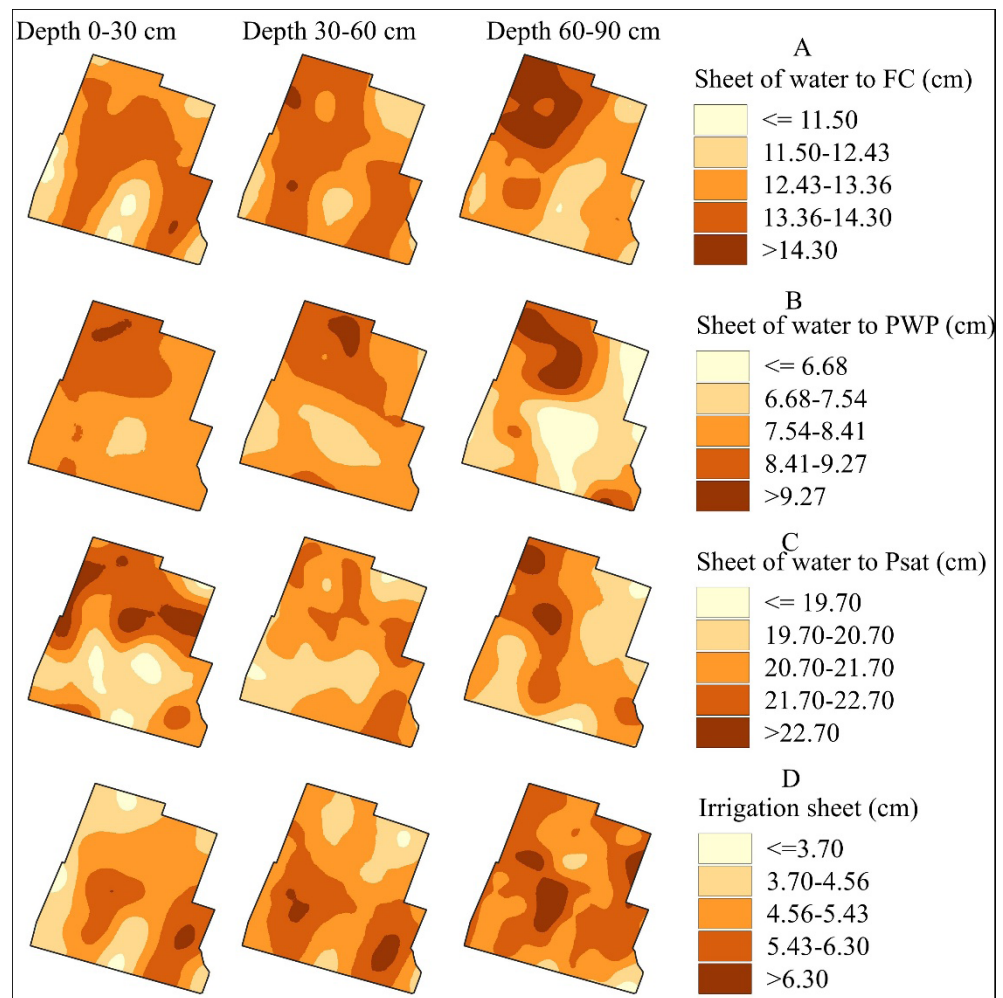 Depth 0-30 cm
Depth 30-60 cm
Depth 60-90 cm
A
Sheet of water to FC (cm)
<= 11.50
11.50-12.43
12.43-13.36
13.36-14.30
>14.30
B
Sheet of water to PWP (cm)
<= 6.68
6.68-7.54
7.54-8.41
8.41-9.27
>9.27
C
Sheet of water to Psat (cm)
<= 19.70
19.70-20.70
20.70-21.70
21.70-22.70
>22.70
D
Irrigation sheet (cm)
<=3.70
3.70-4.56
4.56-5.43
5.43-6.30
>6.30